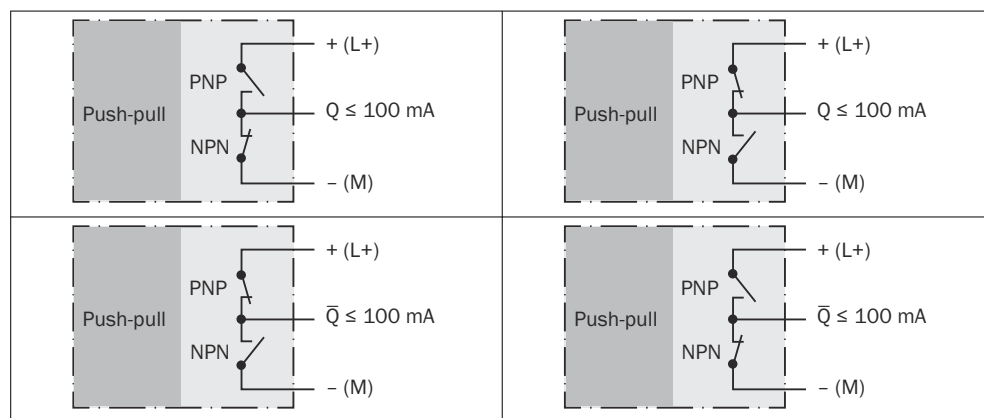 + (L+)
PNP
Push-pull
Q ≤ 100 mA
NPN
– (M)
+ (L+)
PNP
Push-pull
Q ≤ 100 mA
NPN
– (M)
+ (L+)
PNP
Push-pull
Q̅ ≤ 100 mA
NPN
– (M)
+ (L+)
PNP
Push-pull
Q̅ ≤ 100 mA
NPN
– (M)